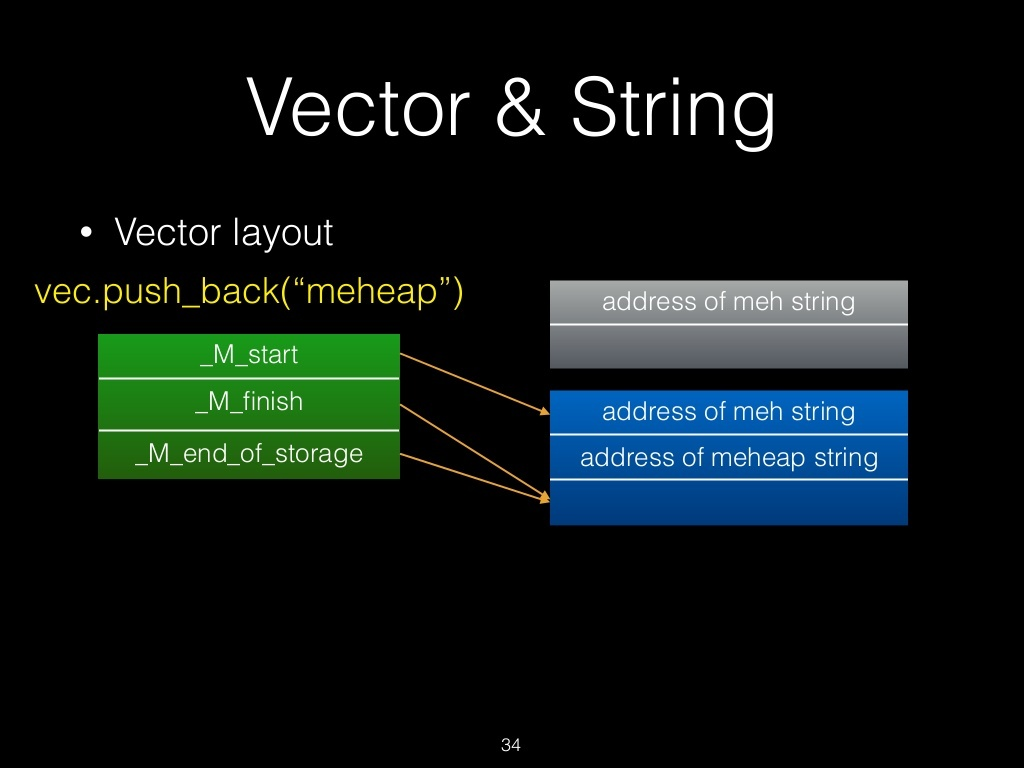 Vector & String
• Vector layout
vec.push_back(“meheap”)
_M_start
_M_finish
_M_end_of_storage
address of meh string
address of meh string
address of meheap string
34